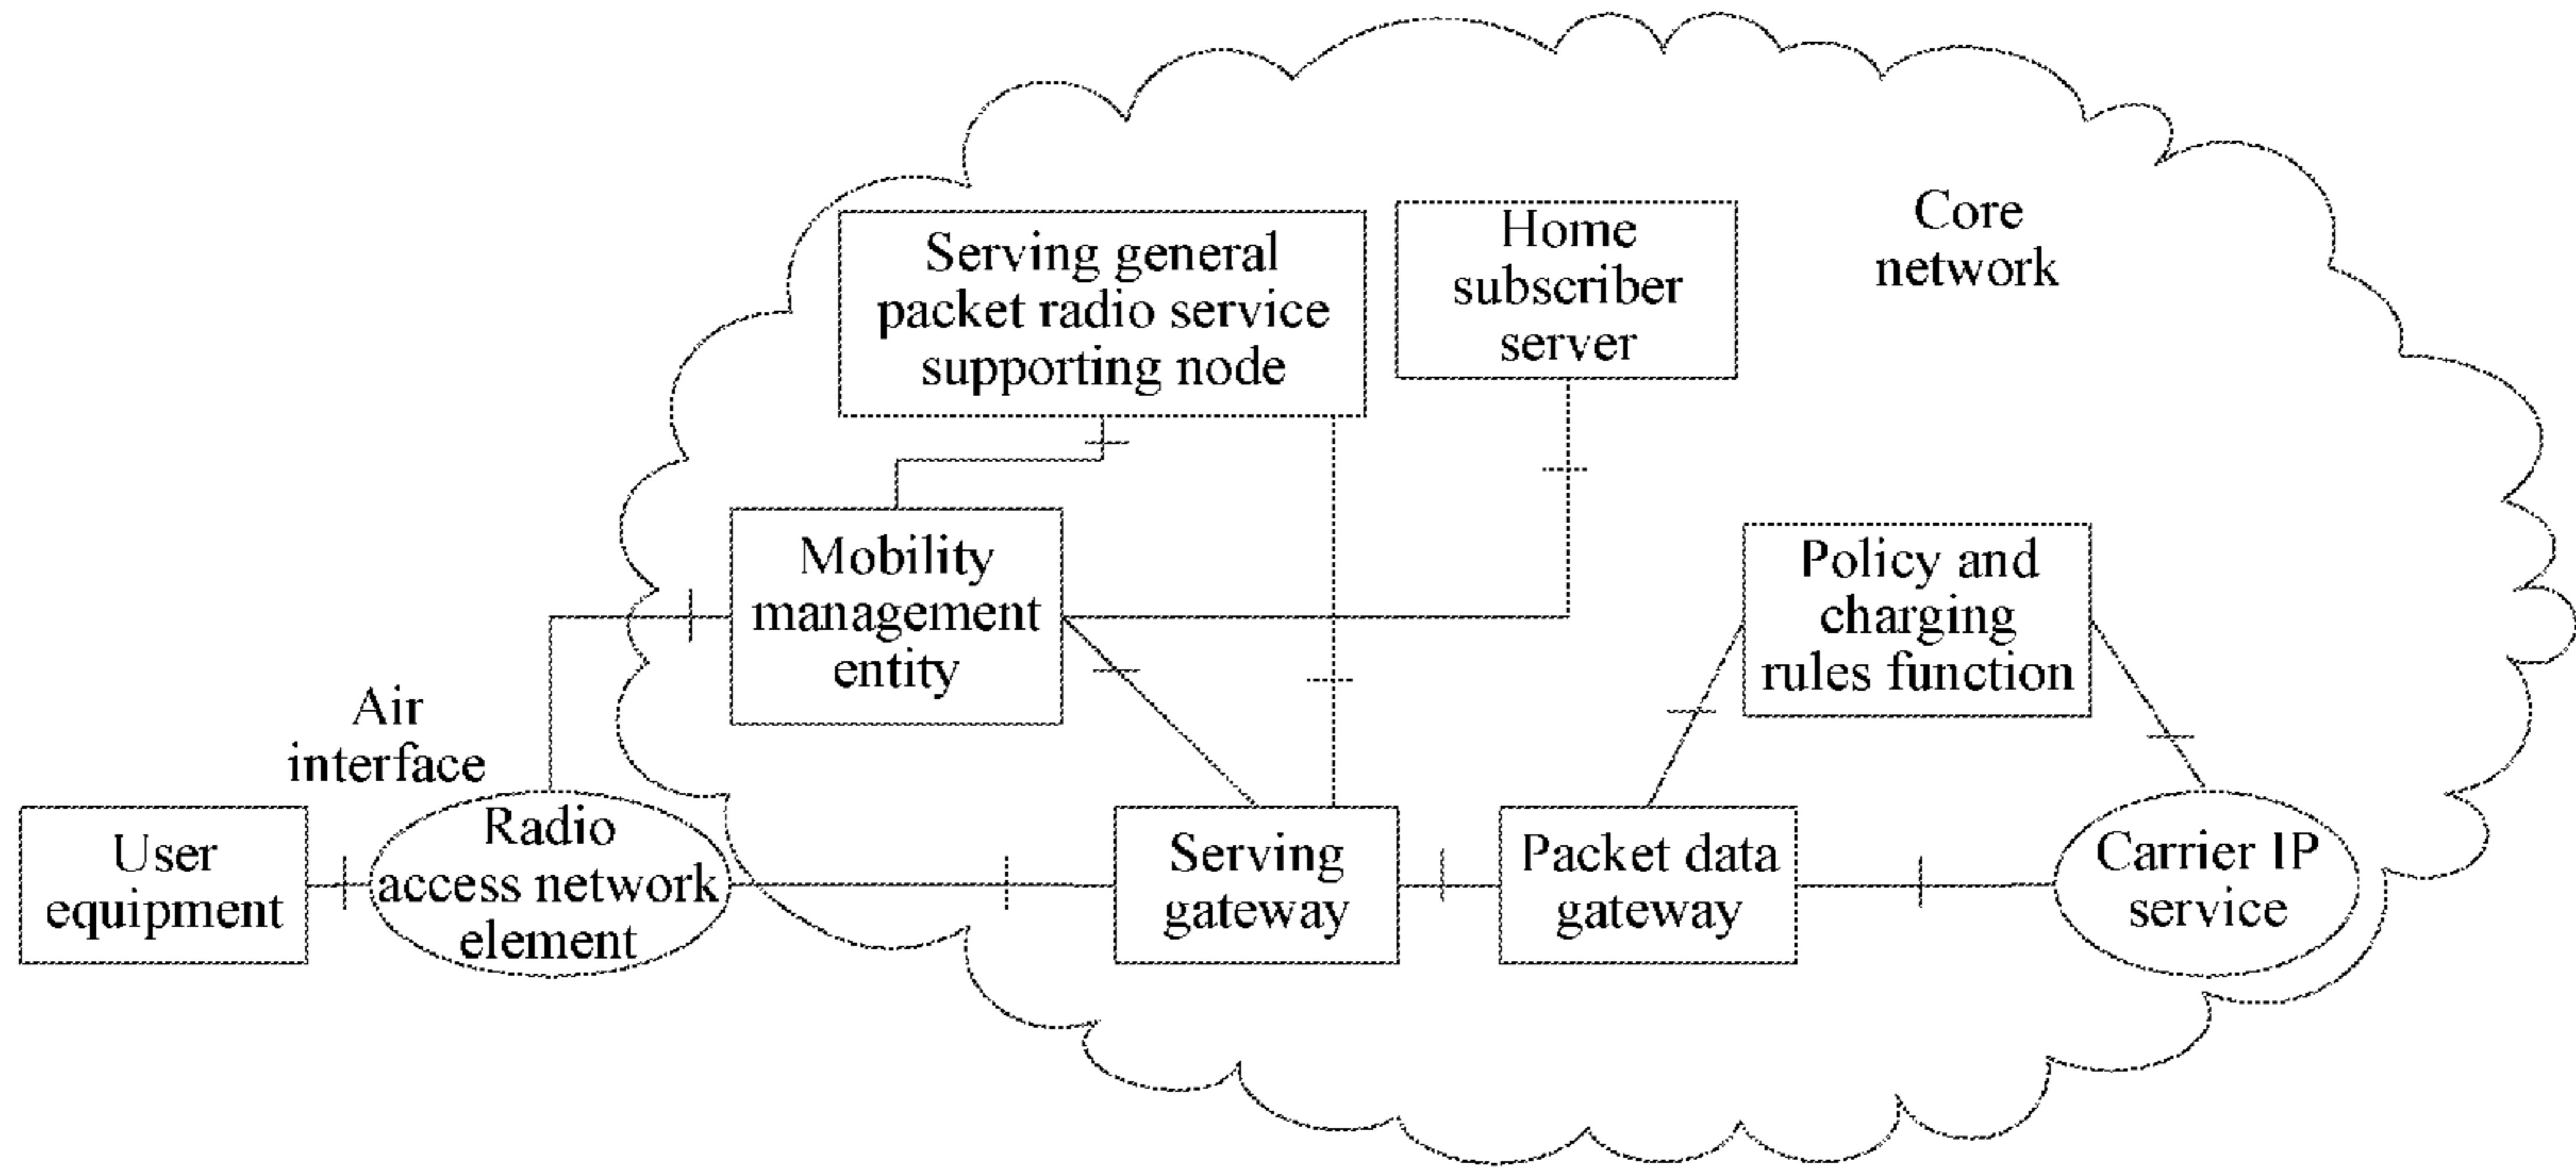 Core
network
Serving general
packet radio service
supporting node
Home
subscriber
server
Mobility
management
entity
Policy and
charging
rules function
Air
interface
User
equipment
Radio
access network
element
Serving
gateway
Packet data
gateway
Carrier IP
service